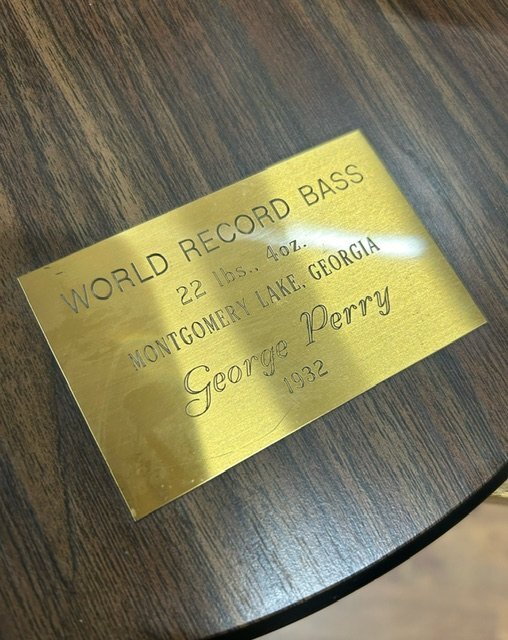 WORLD RECORD BASS
22 lbs., 4oz.
MONTGOMERY LAKE, GEORGIA
George Perry
1932